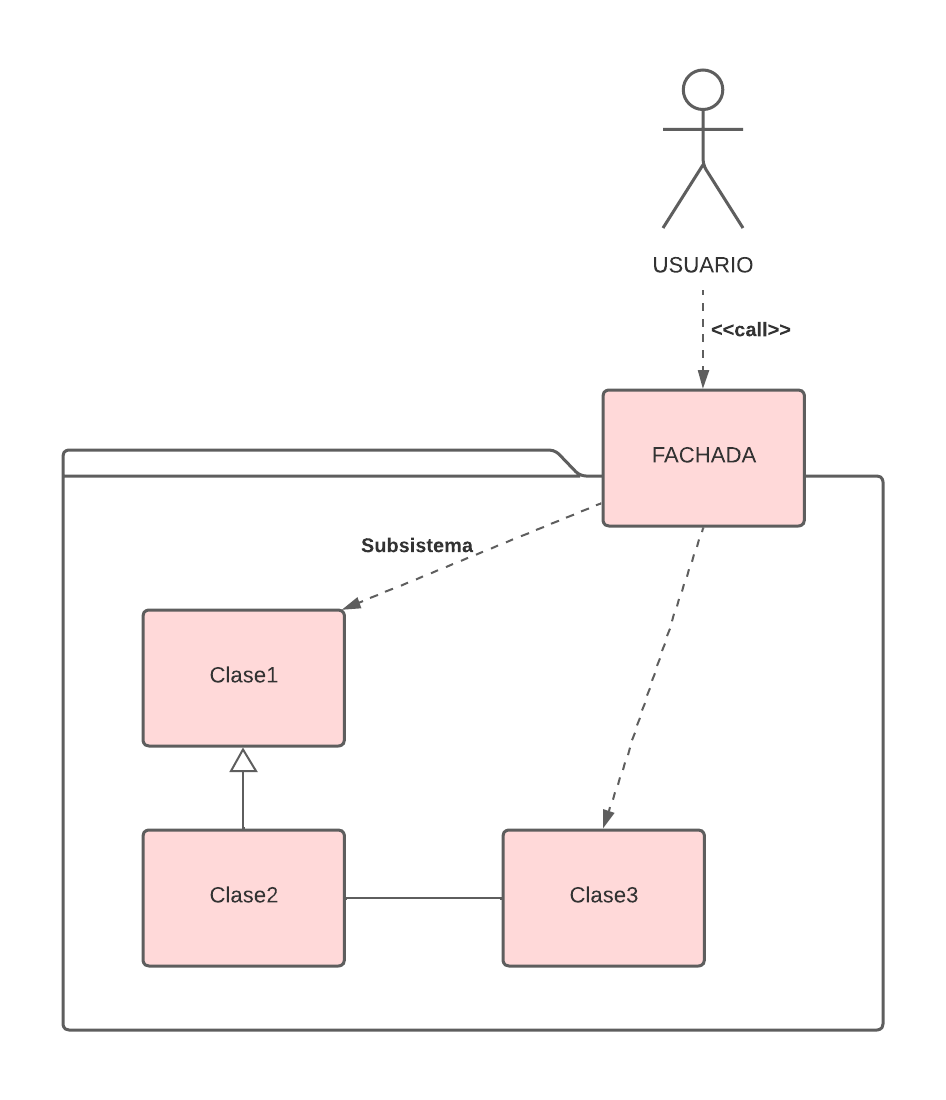 USUARIO
<<call>>
FACHADA
Subsistema
Clase1
Clase2
Clase3